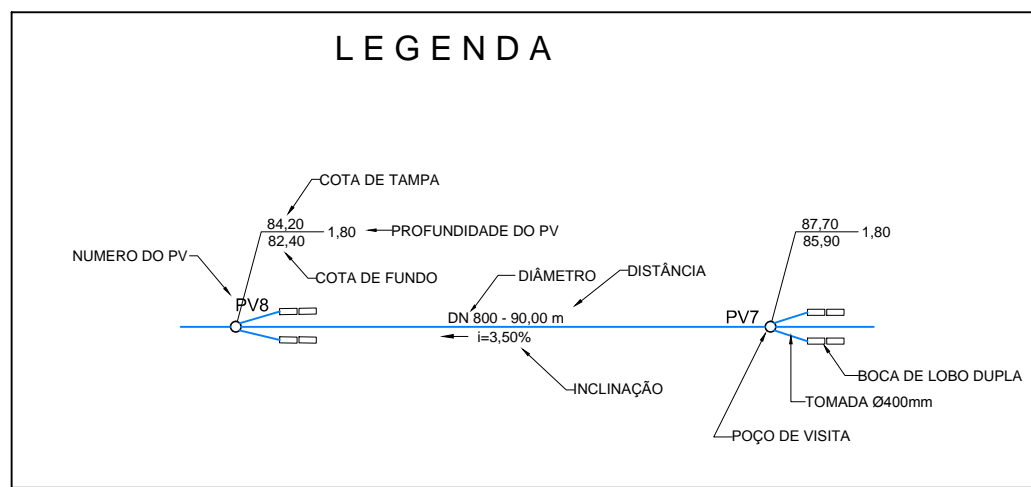 LEGENDA
COTA DE TAMPA
84,20
82,40
1,80
PROFUNDIDADE DO PV
87,70
85,90
1,80
NUMERO DO PV
COTA DE FUNDO
DIÂMETRO
DISTÂNCIA
PV8
DN 800 - 90,00 m
PV7
i=3,50%
INCLINAÇÃO
BOCA DE LOBO DUPLA
TOMADA Ø400mm
POÇO DE VISITA